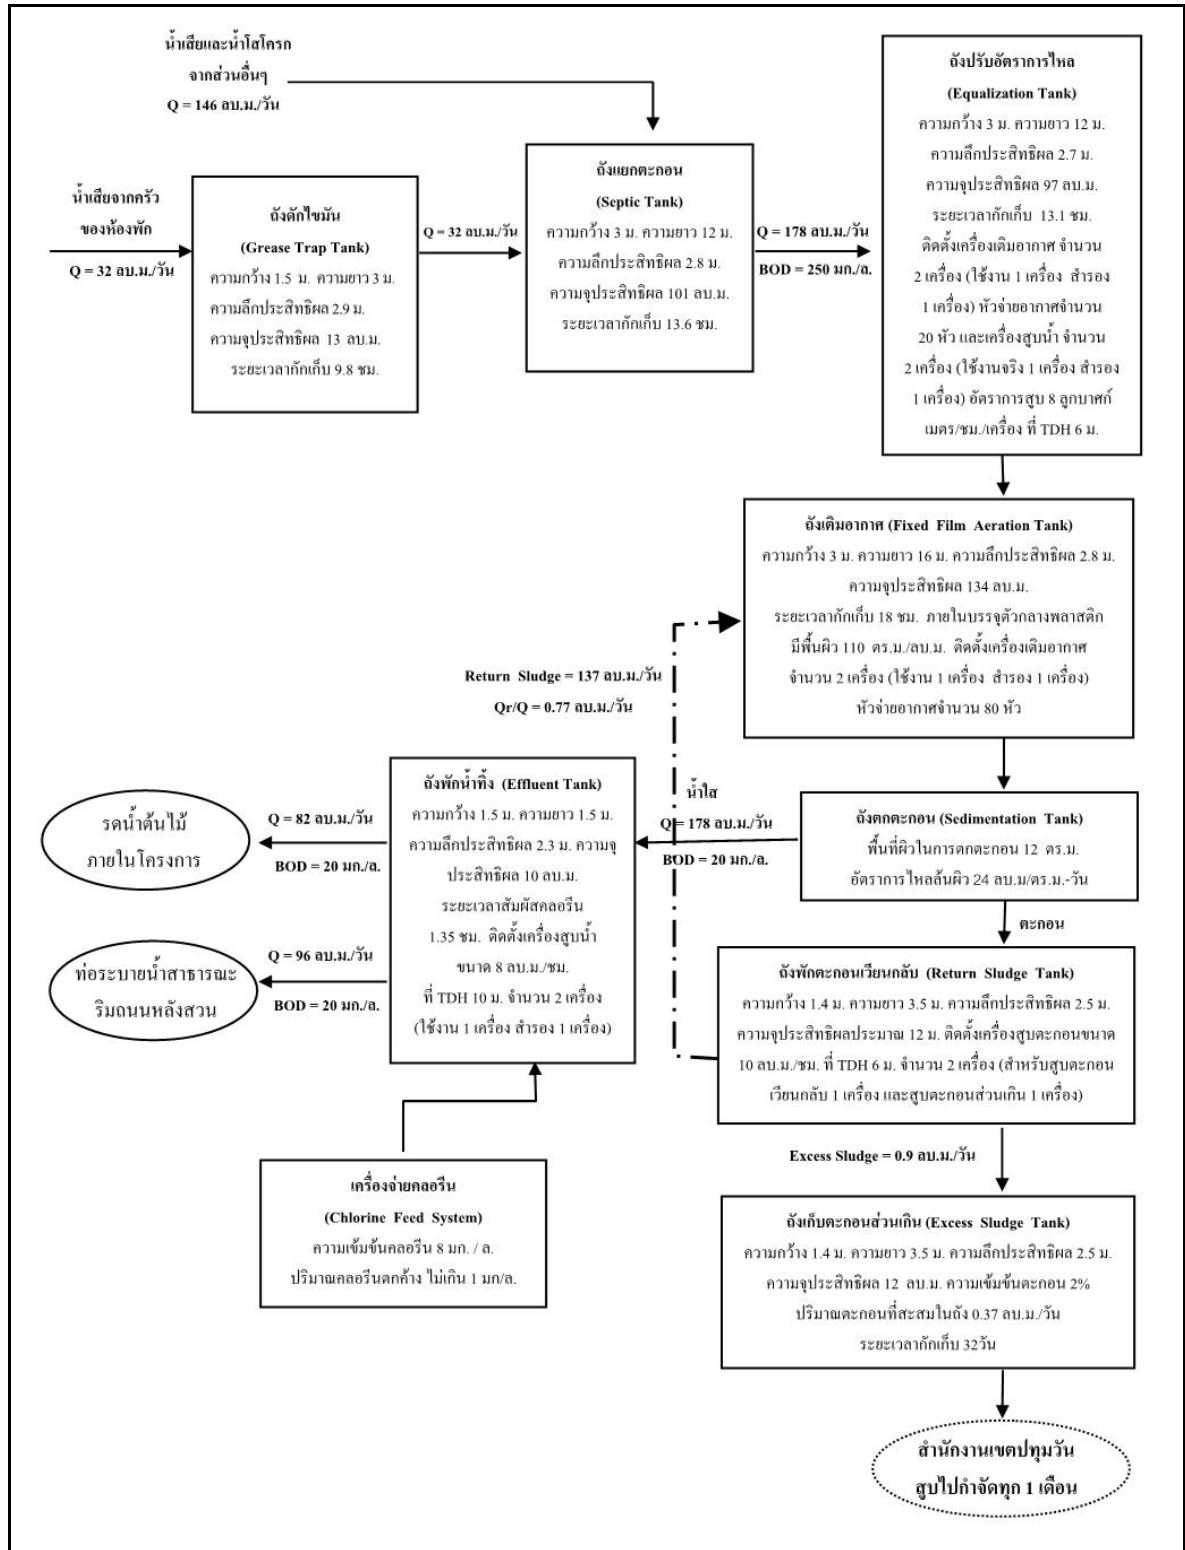 น้ำเสียและน้ำโสโครก
จากส่วนอื่นๆ
Q = 146 ลบ.ม./วัน
น้ำเสียจากครัว
ของห้องพัก
Q = 32 ลบ.ม./วัน
ถังดักไขมัน
(Grease Trap Tank)
ความกว้าง 1.5 ม. ความยาว 3 ม.
ความลึกประสิทธิผล 2.9 ม.
ความจุประสิทธิผล 13 ลบ.ม.
ระยะเวลากักเก็บ 9.8 ชม.
Q = 32 ลบ.ม./วัน
ถังแยกตะกอน
(Septic Tank)
ความกว้าง 3 ม. ความยาว 12 ม.
ความลึกประสิทธิผล 2.8 ม.
ความจุประสิทธิผล 101 ลบ.ม.
ระยะเวลากักเก็บ 13.6 ชม.
Q = 178 ลบ.ม./วัน
BOD = 250 มก./ล.
ถังปรับอัตราการไหล
(Equalization Tank)
ความกว้าง 3 ม. ความยาว 12 ม.
ความลึกประสิทธิผล 2.7 ม.
ความจุประสิทธิผล 97 ลบ.ม.
ระยะเวลากักเก็บ 13.1 ชม.
ติดตั้งเครื่องเติมอากาศ จำนวน
2 เครื่อง (ใช้งาน 1 เครื่อง สำรอง
1 เครื่อง) หัวจ่ายอากาศจำนวน
20 หัว และเครื่องสูบน้ำ จำนวน
2 เครื่อง (ใช้งานจริง 1 เครื่อง สำรอง
1 เครื่อง) อัตราการสูบ 8 ลูกบาศก์
เมตร/ชม./เครื่อง ที่ TDH 6 ม.
ถังเติมอากาศ (Fixed Film Aeration Tank)
ความกว้าง 3 ม. ความยาว 16 ม. ความลึกประสิทธิผล 2.8 ม.
ความจุประสิทธิผล 134 ลบ.ม.
ระยะเวลากักเก็บ 18 ชม. ภายในบรรจุตัวกลางพลาสติก
มีพื้นผิว 110 ตร.ม./ลบ.ม. ติดตั้งเครื่องเติมอากาศ
จำนวน 2 เครื่อง (ใช้งาน 1 เครื่อง สำรอง 1 เครื่อง)
หัวจ่ายอากาศจำนวน 80 หัว
Return Sludge = 137 ลบ.ม./วัน
Qr/Q = 0.77 ลบ.ม./วัน
ถังตกตะกอน (Sedimentation Tank)
พื้นที่ผิวในการตกตะกอน 12 ตร.ม.
อัตราการไหลล้นผิว 24 ลบ.ม/ตร.ม.-วัน
น้ำใส
Q = 178 ลบ.ม./วัน
BOD = 20 มก./ล.
ถังพักน้ำทิ้ง (Effluent Tank)
ความกว้าง 1.5 ม. ความยาว 1.5 ม.
ความลึกประสิทธิผล 2.3 ม. ความจุ
ประสิทธิผล 10 ลบ.ม.
ระยะเวลาสัมผัสคลอรีน
1.35 ชม. ติดตั้งเครื่องสูบน้ำ
ขนาด 8 ลบ.ม./ชม.
ที่ TDH 10 ม. จำนวน 2 เครื่อง
(ใช้งาน 1 เครื่อง สำรอง 1 เครื่อง)
Q = 82 ลบ.ม./วัน
BOD = 20 มก./ล.
รดน้ำต้นไม้
ภายในโครงการ
Q = 96 ลบ.ม./วัน
BOD = 20 มก./ล.
ท่อระบายน้ำสาธารณะ
ริมถนนหลังสวน
ตะกอน
ถังพักตะกอนเวียนกลับ (Return Sludge Tank)
ความกว้าง 1.4 ม. ความยาว 3.5 ม. ความลึกประสิทธิผล 2.5 ม.
ความจุประสิทธิผลประมาณ 12 ม. ติดตั้งเครื่องสูบตะกอนขนาด
10 ลบ.ม./ชม. ที่ TDH 6 ม. จำนวน 2 เครื่อง (สำหรับสูบตะกอน
เวียนกลับ 1 เครื่อง และสูบตะกอนส่วนเกิน 1 เครื่อง)
เครื่องจ่ายคลอรีน
(Chlorine Feed System)
ความเข้มข้นคลอรีน 8 มก. / ล.
ปริมาณคลอรีนตกค้าง ไม่เกิน 1 มก/ล.
Excess Sludge = 0.9 ลบ.ม./วัน
ถังเก็บตะกอนส่วนเกิน (Excess Sludge Tank)
ความกว้าง 1.4 ม. ความยาว 3.5 ม. ความลึกประสิทธิผล 2.5 ม.
ความจุประสิทธิผล 12 ลบ.ม. ความเข้มข้นตะกอน 2%
ปริมาณตะกอนที่สะสมในถัง 0.37 ลบ.ม./วัน
ระยะเวลากักเก็บ 32วัน
สำนักงานเขตปทุมวัน
สูบไปกำจัดทุก 1 เดือน